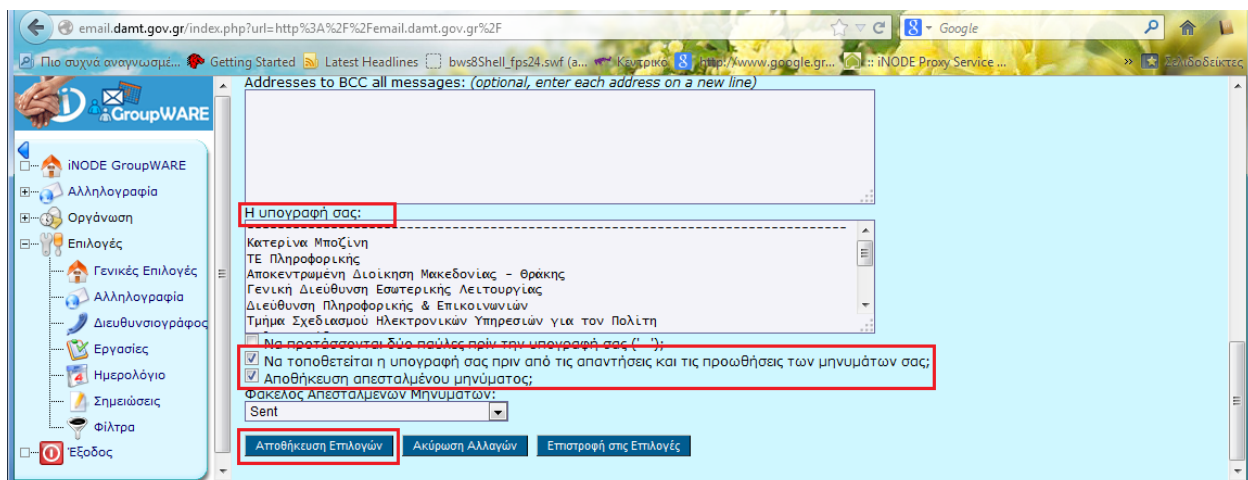 email.damt.gov.gr/index.php?url=http%3A%2F%2Femail.damt.gov.gr%2F
Google
Πιο συχνά αναγνωσμέ... Getting Started Latest Headlines bws8Shell_fps24.swf (a... Κεντρικό http://www.google.gr... :: iNODE Proxy Service ... » Σελιδοδείκτες
iD & GroupWARE
iNODE GroupWARE
Αλληλογραφία
Οργάνωση
Επιλογές
Γενικές Επιλογές
Αλληλογραφία
Διευθυνσιογράφος
Εργασίες
Ημερολόγιο
Σημειώσεις
Φίλτρα
Έξοδος
Addresses to BCC all messages: (optional, enter each address on a new line)
Η υπογραφή σας:
Κατερίνα Μποζίνη
ΤΕ Πληροφορικής
Αποκεντρωμένη Διοίκηση Μακεδονίας - Θράκης
Γενική Διεύθυνση Εσωτερικής Λειτουργίας
Διεύθυνση Πληροφορικής & Επικοινωνιών
Τμήμα Σχεδιασμού Ηλεκτρονικών Υπηρεσιών για τον Πολίτη
Να προτάσσονται δύο παύλες πρίν την υπογραφή σας ('--');
Να τοποθετείται η υπογραφή σας πριν από τις απαντήσεις και τις προωθήσεις των μηνυμάτων σας;
Αποθήκευση απεσταλμένου μηνύματος;
Φάκελος Απεσταλμένων Μηνυμάτων:
Sent
Αποθήκευση Επιλογών Ακύρωση Αλλαγών Επιστροφή στις Επιλογές